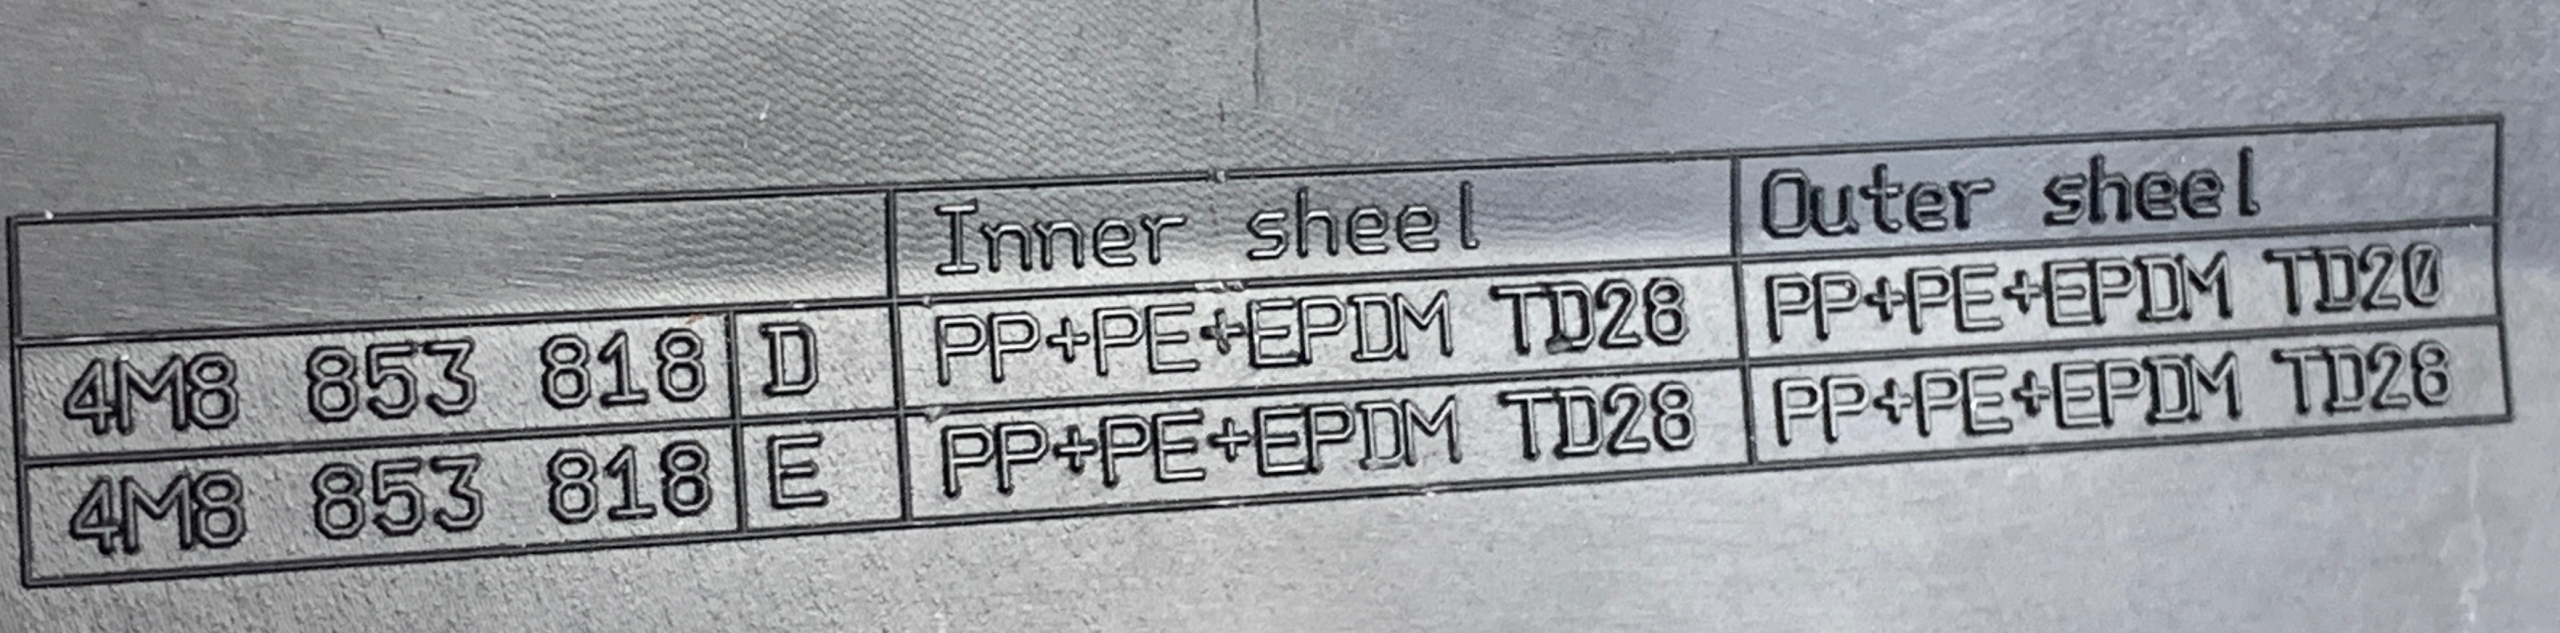 Inner sheel Outer sheel
4M8 853 818 D PP+PE+EPDM TD28 PP+PE+EPDM TD20
4M8 853 818 E PP+PE+EPDM TD28 PP+PE+EPDM TD28